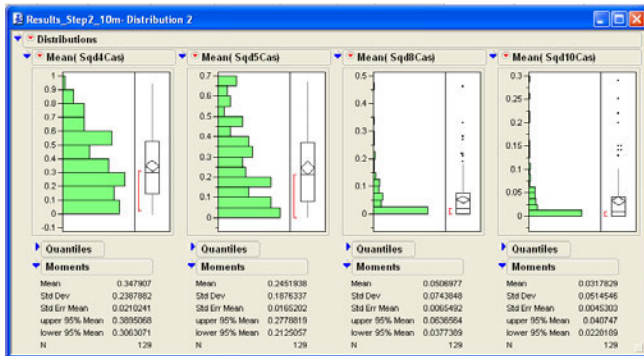 Results_Step2_10m- Distribution 2
Distributions
Mean( Sqd4Cas)
1
0.9
0.8
0.7
0.6
0.5
0.4
0.3
0.2
0.1
0
-0.1
Quantiles
Moments
Mean 0.347907
Std Dev 0.2387882
Std Err Mean 0.0210241
upper 95% Mean 0.3895068
lower 95% Mean 0.3063071
N 129
Mean( Sqd5Cas)
0.7
0.6
0.5
0.4
0.3
0.2
0.1
0
Quantiles
Moments
Mean 0.2451938
Std Dev 0.1876337
Std Err Mean 0.0165202
upper 95% Mean 0.2778819
lower 95% Mean 0.2125057
N 129
Mean( Sqd8Cas)
0.5
0.4
0.3
0.2
0.1
0
Quantiles
Moments
Mean 0.0506977
Std Dev 0.0743848
Std Err Mean 0.0065492
upper 95% Mean 0.0636564
lower 95% Mean 0.0377389
N 129
Mean( Sqd10Cas)
0.3
0.25
0.2
0.15
0.1
0.05
0
Quantiles
Moments
Mean 0.0317829
Std Dev 0.0514546
Std Err Mean 0.0045303
upper 95% Mean 0.040747
lower 95% Mean 0.0228189
N 129